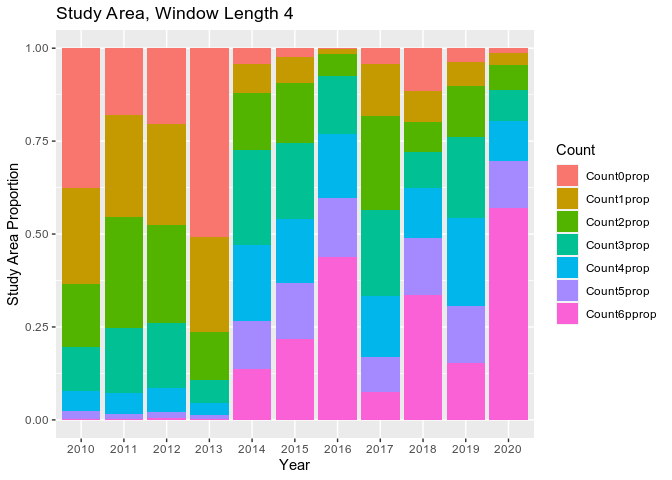 Study Area, Window Length 4
1.00
0.75
0.50
0.25
0.00
Study Area Proportion
2010 2011 2012 2013 2014 2015 2016 2017 2018 2019 2020
Year
Count
Count0prop
Count1prop
Count2prop
Count3prop
Count4prop
Count5prop
Count6pprop